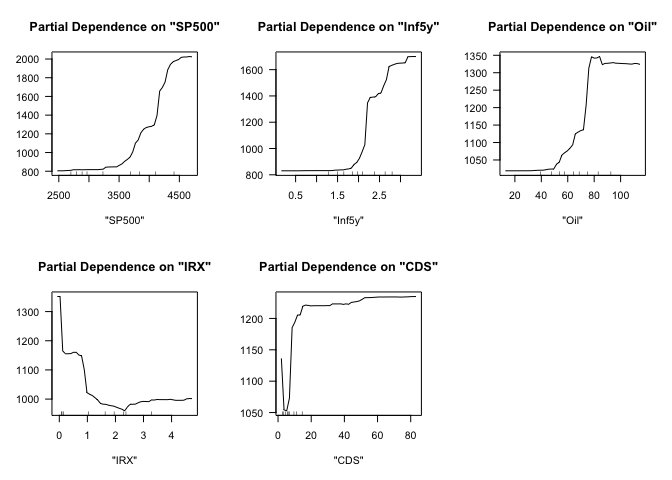 Partial Dependence on "SP500"
2000
1800
1600
1400
1200
1000
800
2500 3500 4500
"SP500"
Partial Dependence on "Inf5y"
1600
1400
1200
1000
800
0.5 1.5 2.5
"Inf5y"
Partial Dependence on "Oil"
1350
1300
1250
1200
1150
1100
1050
20 40 60 80 100
"Oil"
Partial Dependence on "IRX"
1300
1200
1100
1000
0 1 2 3 4
"IRX"
Partial Dependence on "CDS"
1200
1150
1100
1050
0 20 40 60 80
"CDS"